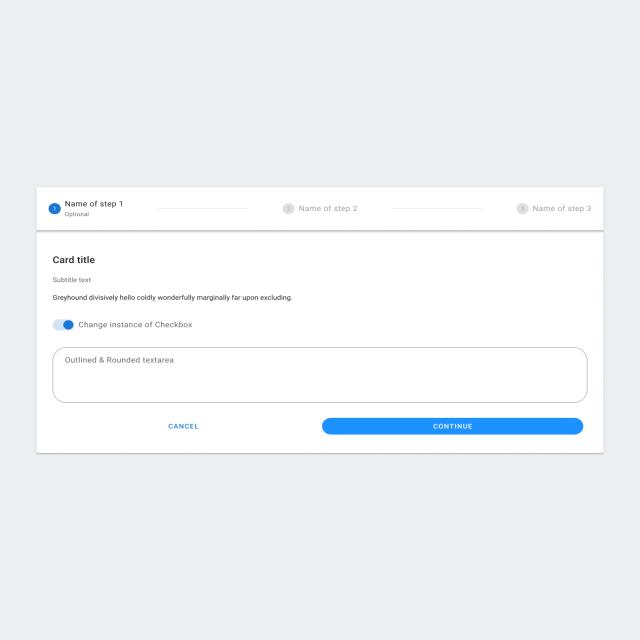 1 Name of step 1
Optional
2 Name of step 2
3 Name of step 3
Card title
Subtitle text
Greyhound divisively hello coldly wonderfully marginally far upon excluding.
Change instance of Checkbox
Outlined & Rounded textarea
CANCEL
CONTINUE